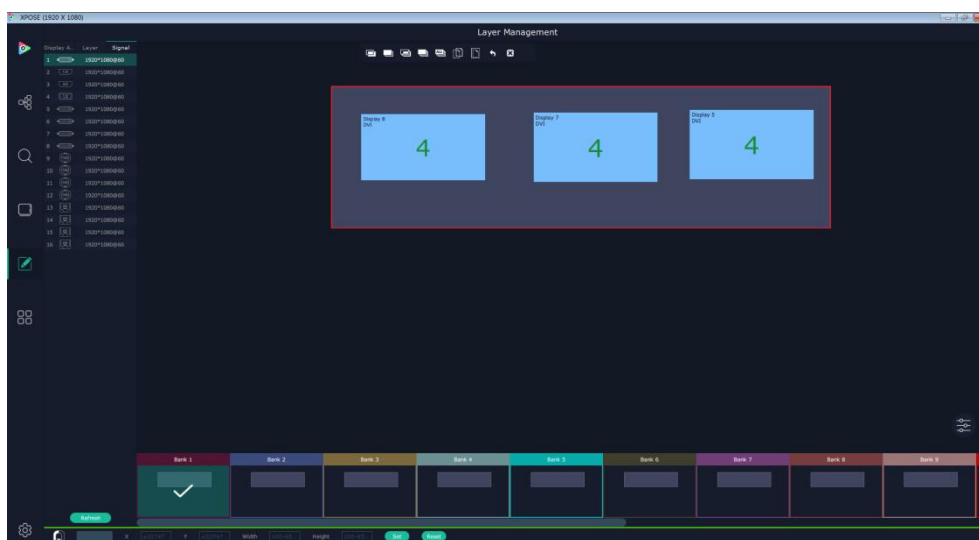 XPOSE (1920 X 1080)
Layer Management
Display A.. Layer Signal
1 1920*1080@60
2 1920*1080@60
3 1920*1080@60
4 1920*1080@60
5 1920*1080@60
6 1920*1080@60
7 1920*1080@60
8 1920*1080@60
9 1920*1080@60
10 1920*1080@60
11 1920*1080@60
12 1920*1080@60
13 1920*1080@60
14 1920*1080@60
15 1920*1080@60
16 1920*1080@60
Display 8
DVI
4
Display 7
DVI
4
Display 5
DVI
4
Bank 1 Bank 2 Bank 3 Bank 4 Bank 5 Bank 6 Bank 7 Bank 8 Bank 9
Refresh
X Y Width Height Set Reset